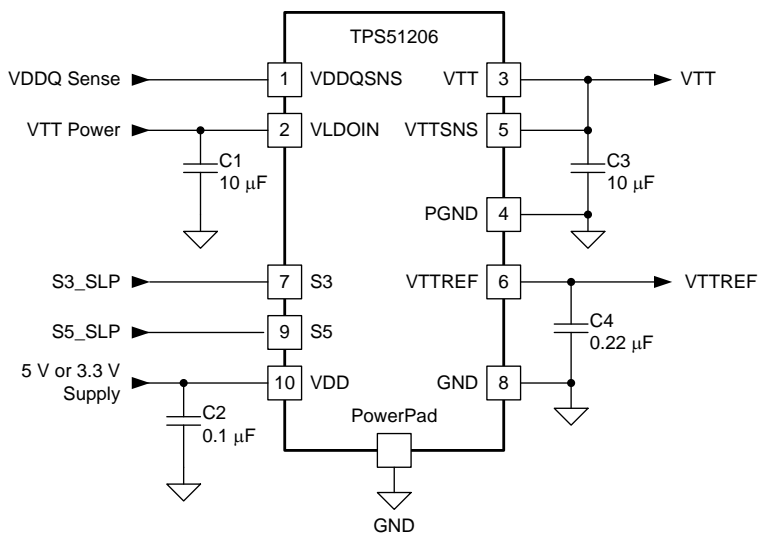 TPS51206
VDDQ Sense
1
VDDQSNS
VTT
3
VTT
VTT Power
2
VLDOIN
VTTSNS
5
C1
10 μF
C3
10 μF
PGND
4
S3_SLP
7
S3
VTTREF
6
VTTREF
S5_SLP
9
S5
C4
0.22 μF
5 V or 3.3 V
Supply
10
VDD
GND
8
C2
0.1 μF
PowerPad
GND